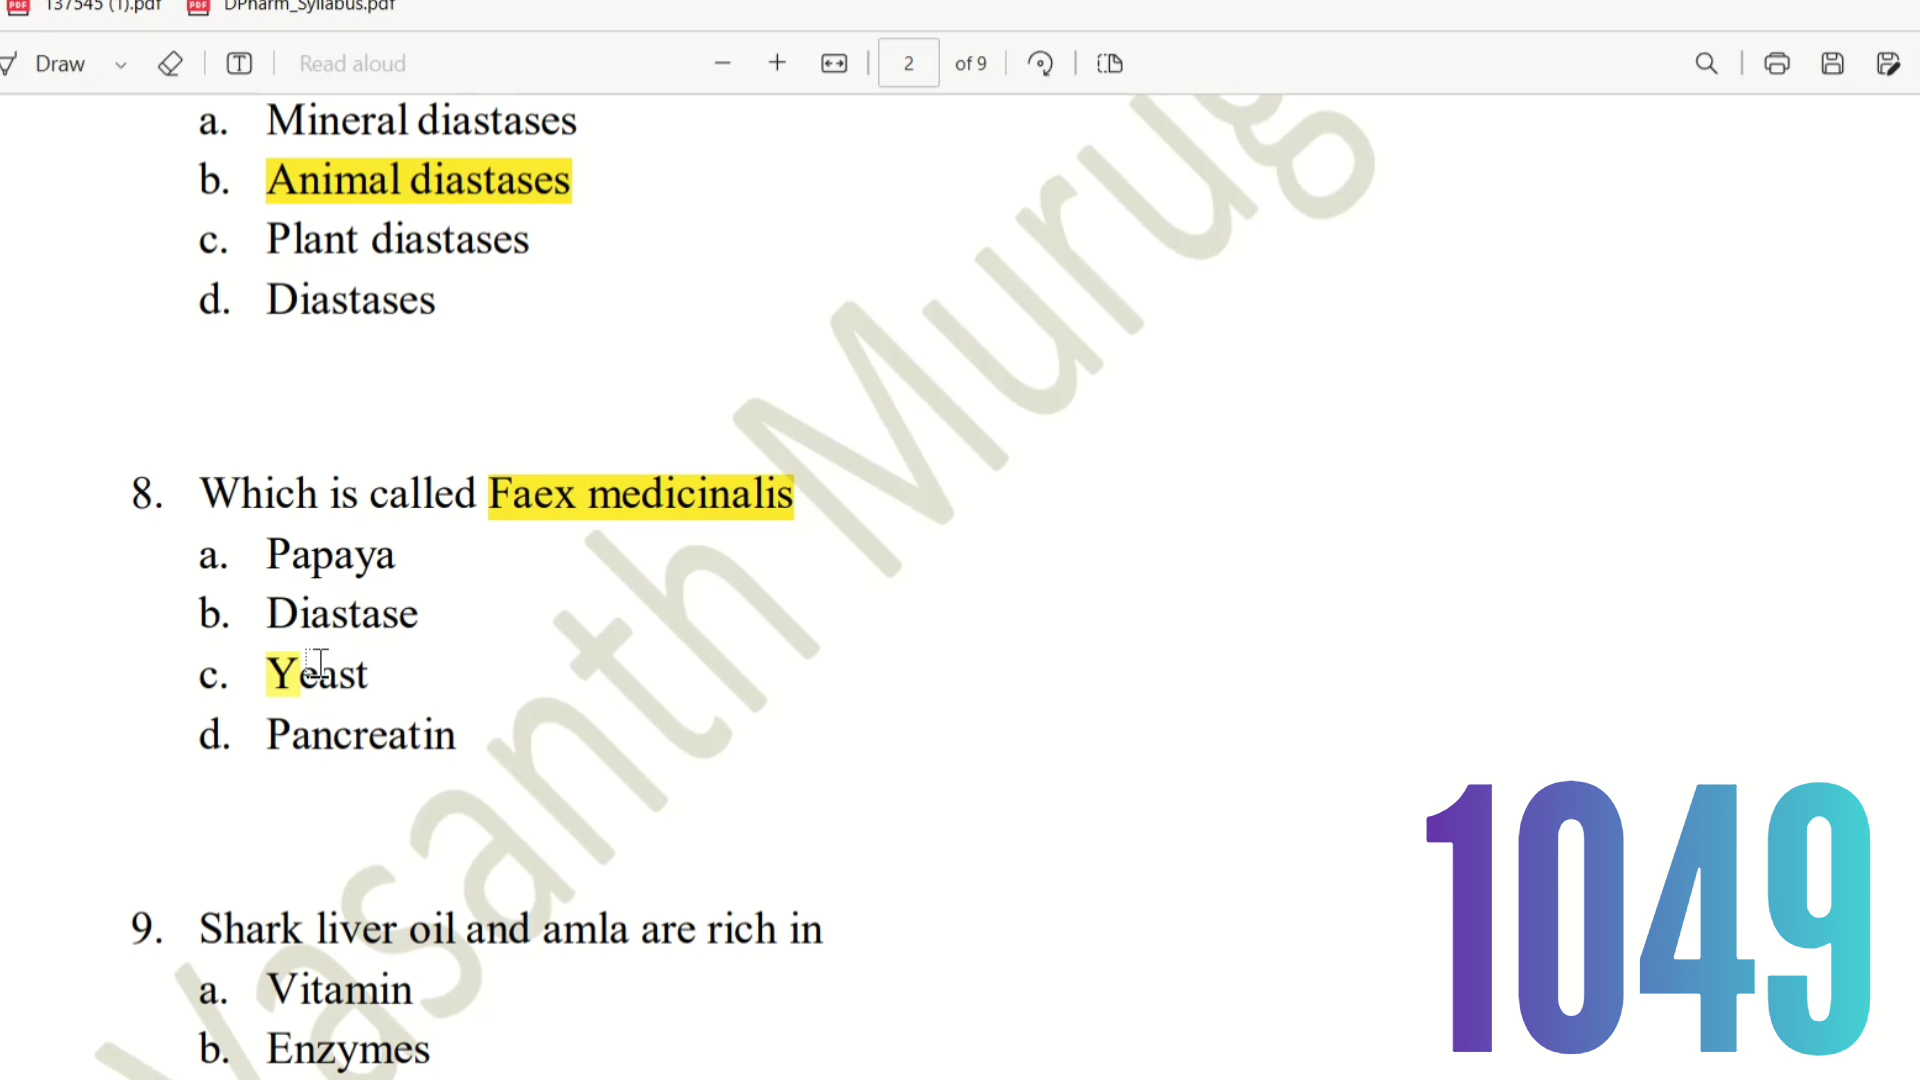 137545 (1).pdf DPharm_Syllabus.pdf
Draw Read aloud 2 of 9
a. Mineral diastases
b. Animal diastases
c. Plant diastases
d. Diastases
8. Which is called Faex medicinalis
a. Papaya
b. Diastase
c. Yeast
d. Pancreatin
9. Shark liver oil and amla are rich in
a. Vitamin
b. Enzymes
Vasanth Murug
1049